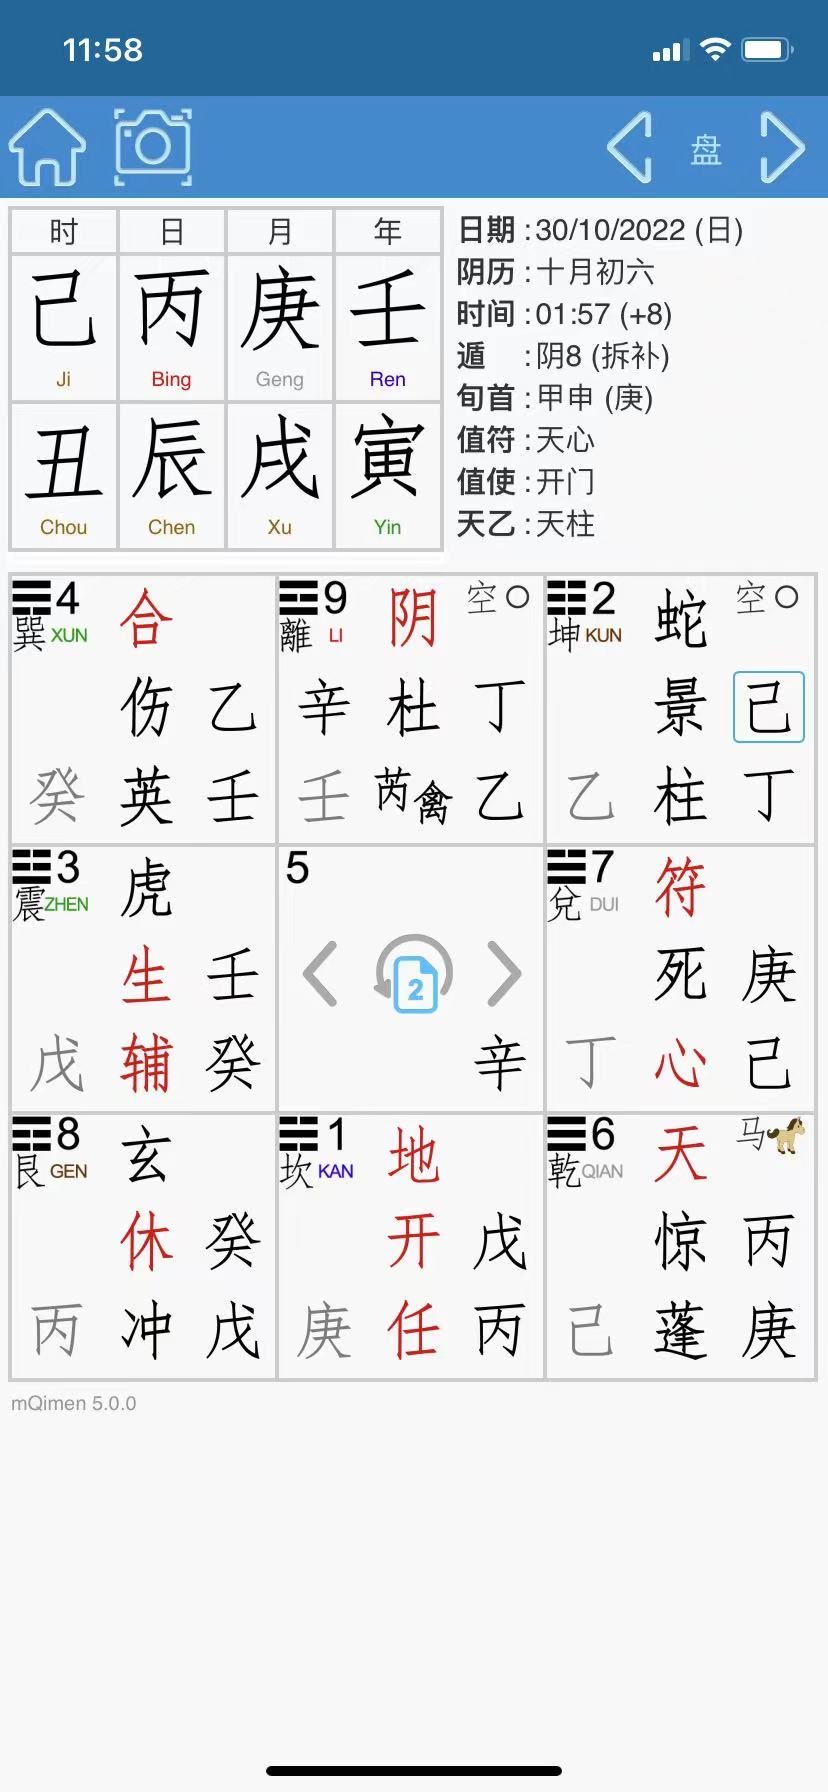 11:58
盘
时 日 月 年
己 丙 庚 壬
Ji Bing Geng Ren
丑 辰 戌 寅
Chou Chen Xu Yin
日期 : 30/10/2022 (日)
阴历 : 十月初六
时间 : 01:57 (+8)
遁 : 阴8 (拆补)
旬首 : 甲申 (庚)
值符 : 天心
值使 : 开门
天乙 : 天柱
4 合
巽 XUN
伤 乙
癸 英 壬
9 阴 空
離 LI
辛 杜 丁
壬 芮禽 乙
2 蛇 空
坤 KUN
景 己
乙 柱 丁
3 虎
震 ZHEN
生 壬
戊 辅 癸
5
2
辛
7 符
兌 DUI
死 庚
丁 心 己
8 玄
艮 GEN
休 癸
丙 冲 戊
1 地
坎 KAN
开 戊
庚 任 丙
6 天 马
乾 QIAN
惊 丙
己 蓬 庚
mQimen 5.0.0